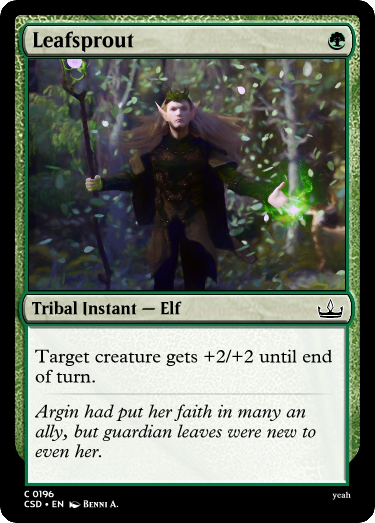 Leafsprout
Tribal Instant — Elf
Target creature gets +2/+2 until end
of turn.
Argin had put her faith in many an
ally, but guardian leaves were new to
even her.
C 0196
yeah
CSD • EN Benni A.